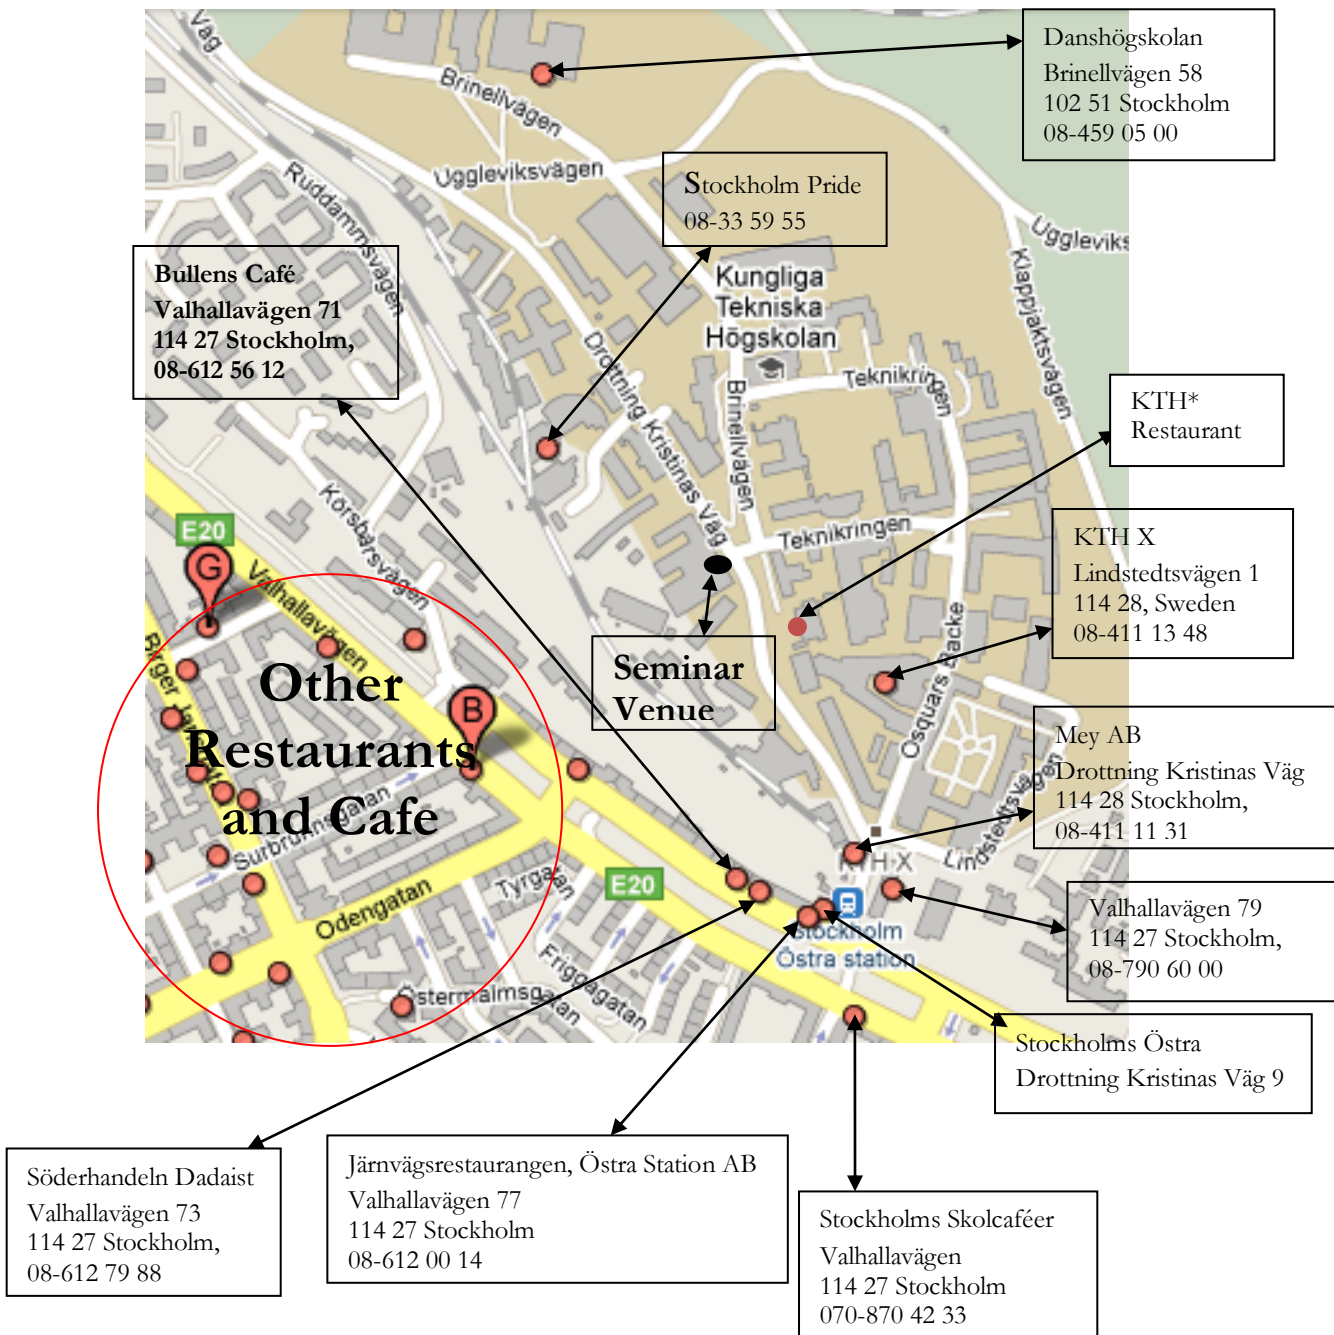 Danshögskolan
Brinellvägen 58
102 51 Stockholm
08-459 05 00
Väg
Brinellvägen
Uggleviksvägen
Stockholm Pride
08-33 59 55
Ruddammsvägen
Uggleviks
Klappjaktsvägen
Bullens Café
Valhallavägen 71
114 27 Stockholm,
08-612 56 12
Kungliga
Tekniska
Högskolan
Drottning Kristinas Väg
Brinellvägen
Teknikringen
KTH*
Restaurant
Körsbärsvägen
E20
G
Valhallavägen
Teknikringen
KTH X
Lindstedtsvägen 1
114 28, Sweden
08-411 13 48
Birger
Other
Restaurants
and Cafe
B
Seminar
Venue
Osquars Backe
Mey AB
Drottning Kristinas Väg
114 28 Stockholm,
08-411 11 31
Lindstedtsvägen
Surbrunnsgatan
KTH X
Tyrgatan
E20
Odengatan
Valhallavägen 79
114 27 Stockholm,
08-790 60 00
Stockholm
Östra station
Friggagatan
Östermalmsgatan
Stockholms Östra
Drottning Kristinas Väg 9
Söderhandeln Dadaist
Valhallavägen 73
114 27 Stockholm,
08-612 79 88
Järnvägsrestaurangen, Östra Station AB
Valhallavägen 77
114 27 Stockholm
08-612 00 14
Stockholms Skolcaféer
Valhallavägen
114 27 Stockholm
070-870 42 33